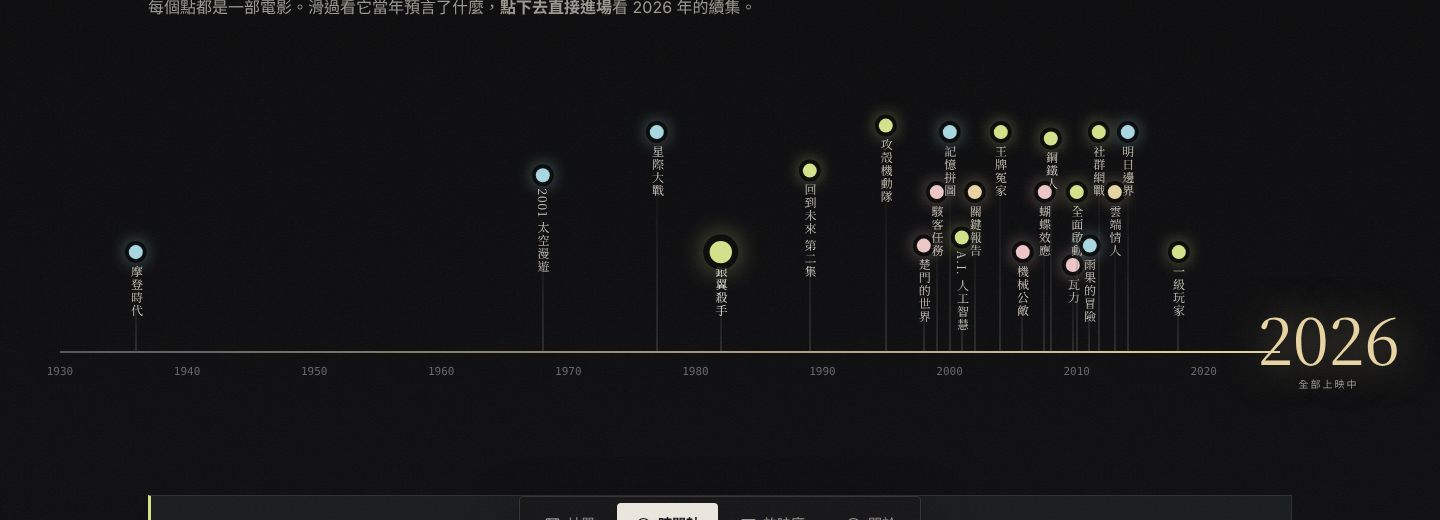 每個點都是一部電影。滑過看它當年預言了什麼，點下去直接進場看 2026 年的續集。
摩登時代
2001 太空漫遊
星際大戰
銀翼殺手
回到未來 第二集
攻殼機動隊
楚門的世界
駭客任務
記憶拼圖
A.I. 人工智慧
關鍵報告
王牌冤家
機械公敵
蝴蝶效應
鋼鐵人
瓦力
全面啟動
雨果的冒險
社群網戰
雲端情人
明日邊界
一級玩家
2026
全部上映中
1930 1940 1950 1960 1970 1980 1990 2000 2010 2020